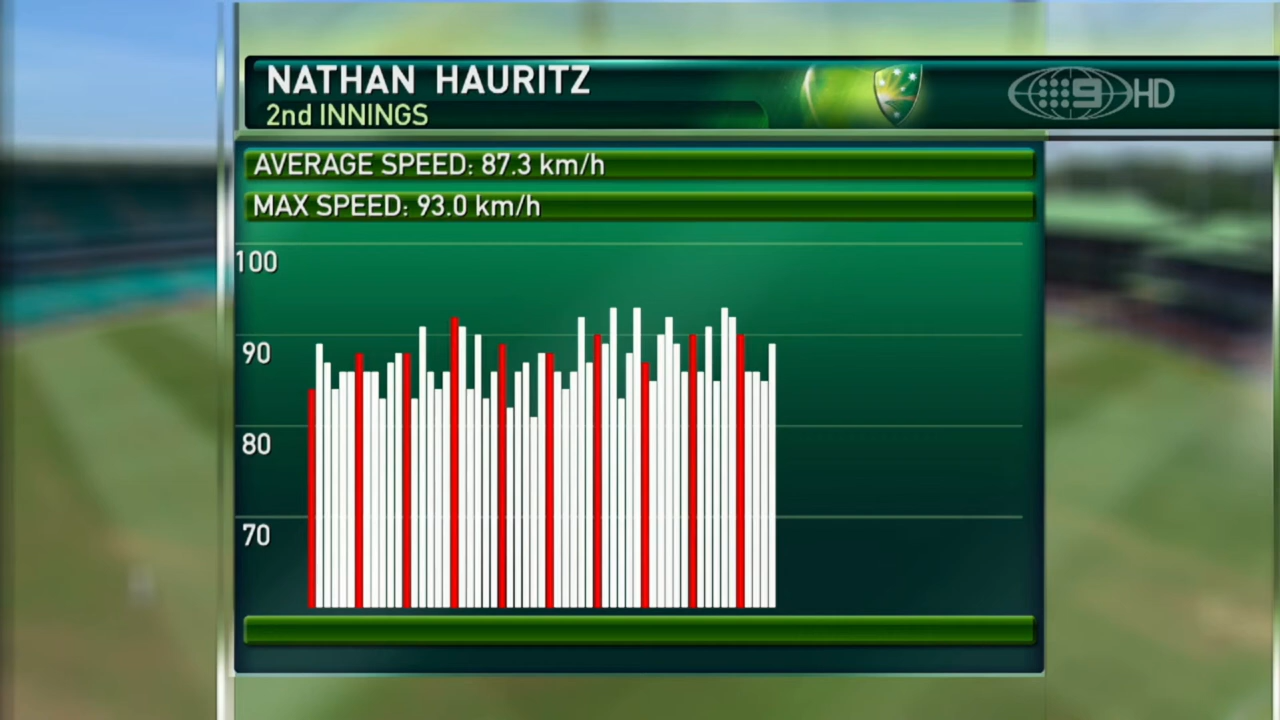 NATHAN HAURITZ
2nd INNINGS
9HD
AVERAGE SPEED: 87.3 km/h
MAX SPEED: 93.0 km/h
100
90
80
70